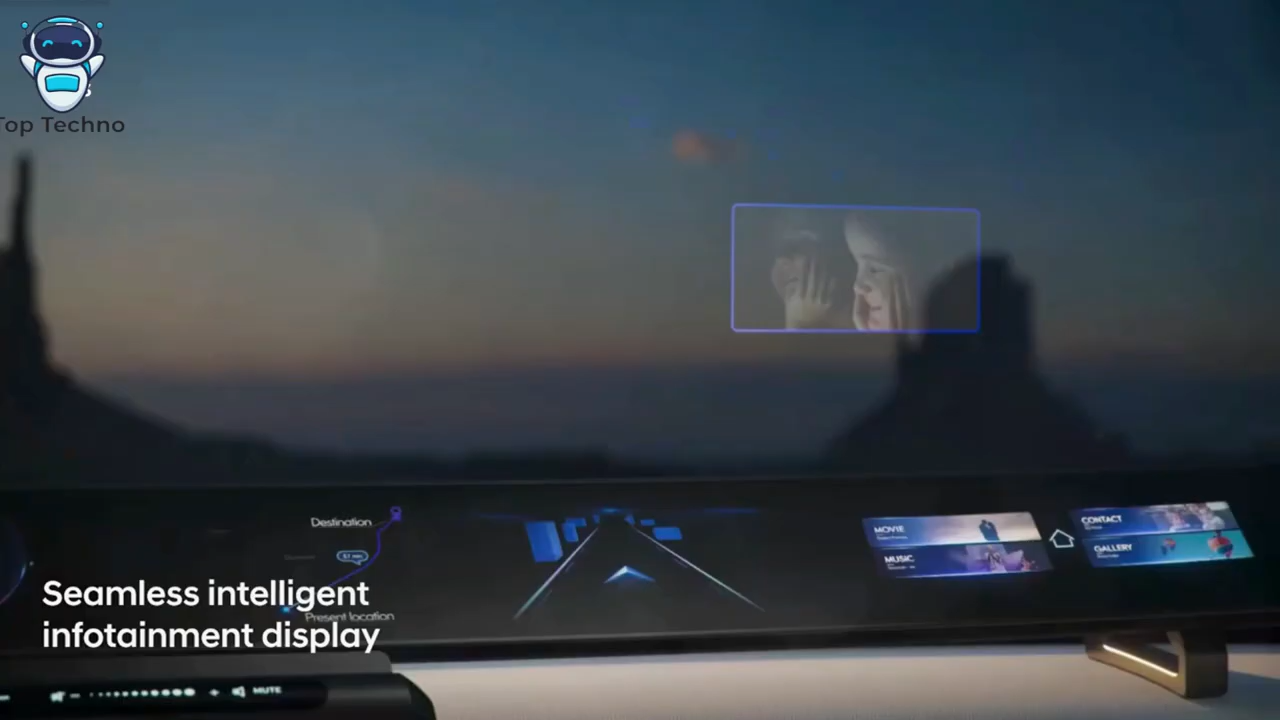 Top Techno
Destination
Present location
Seamless intelligent
infotainment display
MOVIE
MUSIC
CONTACT
GALLERY
MUTE